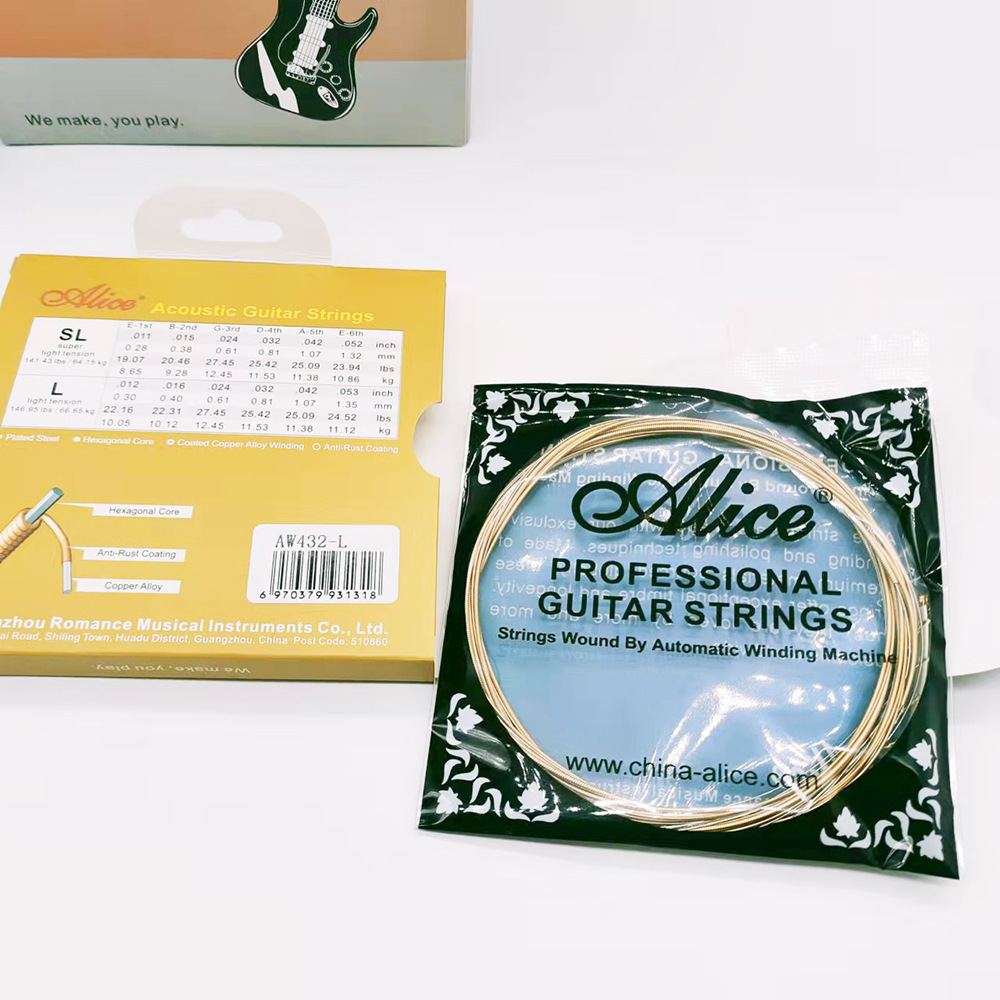 We make, you play.
Alice® Acoustic Guitar Strings
E-1st B-2nd G-3rd D-4th A-5th E-6th
SL .011 .015 .024 .032 .042 .052 inch
super 0.28 0.38 0.61 0.81 1.07 1.32 mm
light tension 19.07 20.46 27.45 25.42 25.09 23.94 lbs
141.43 lbs / 64.15 kg 8.65 9.28 12.45 11.53 11.38 10.86 kg
L .012 .016 .024 .032 .042 .053 inch
light tension 0.30 0.40 0.61 0.81 1.07 1.35 mm
146.95 lbs / 66.65 kg 22.16 22.31 27.45 25.42 25.09 24.52 lbs
10.05 10.12 12.45 11.53 11.38 11.12 kg
Plated Steel Hexagonal Core Coated Copper Alloy Winding Anti-Rust Coating
Hexagonal Core
Anti-Rust Coating
Copper Alloy
AW432-L
6 970379 931318
Romance Musical Instruments Co., Ltd.
Road, Shiling Town, Huadu District, Guangzhou, China Post Code: 510860
We make, you play.
Alice®
PROFESSIONAL
GUITAR STRINGS
Strings Wound By Automatic Winding Machine
www.china-alice.com